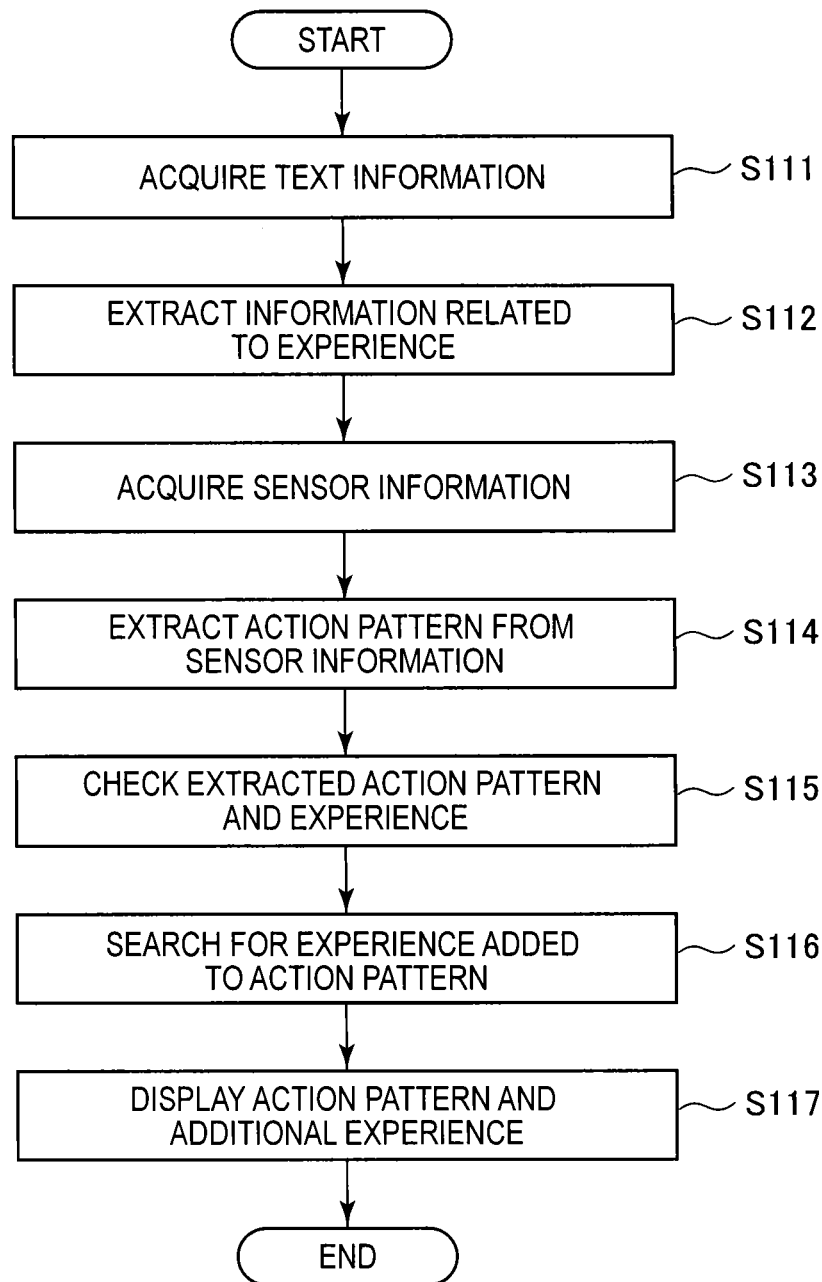 START
ACQUIRE TEXT INFORMATION
S111
EXTRACT INFORMATION RELATED
TO EXPERIENCE
S112
ACQUIRE SENSOR INFORMATION
S113
EXTRACT ACTION PATTERN FROM
SENSOR INFORMATION
S114
CHECK EXTRACTED ACTION PATTERN
AND EXPERIENCE
S115
SEARCH FOR EXPERIENCE ADDED
TO ACTION PATTERN
S116
DISPLAY ACTION PATTERN AND
ADDITIONAL EXPERIENCE
S117
END